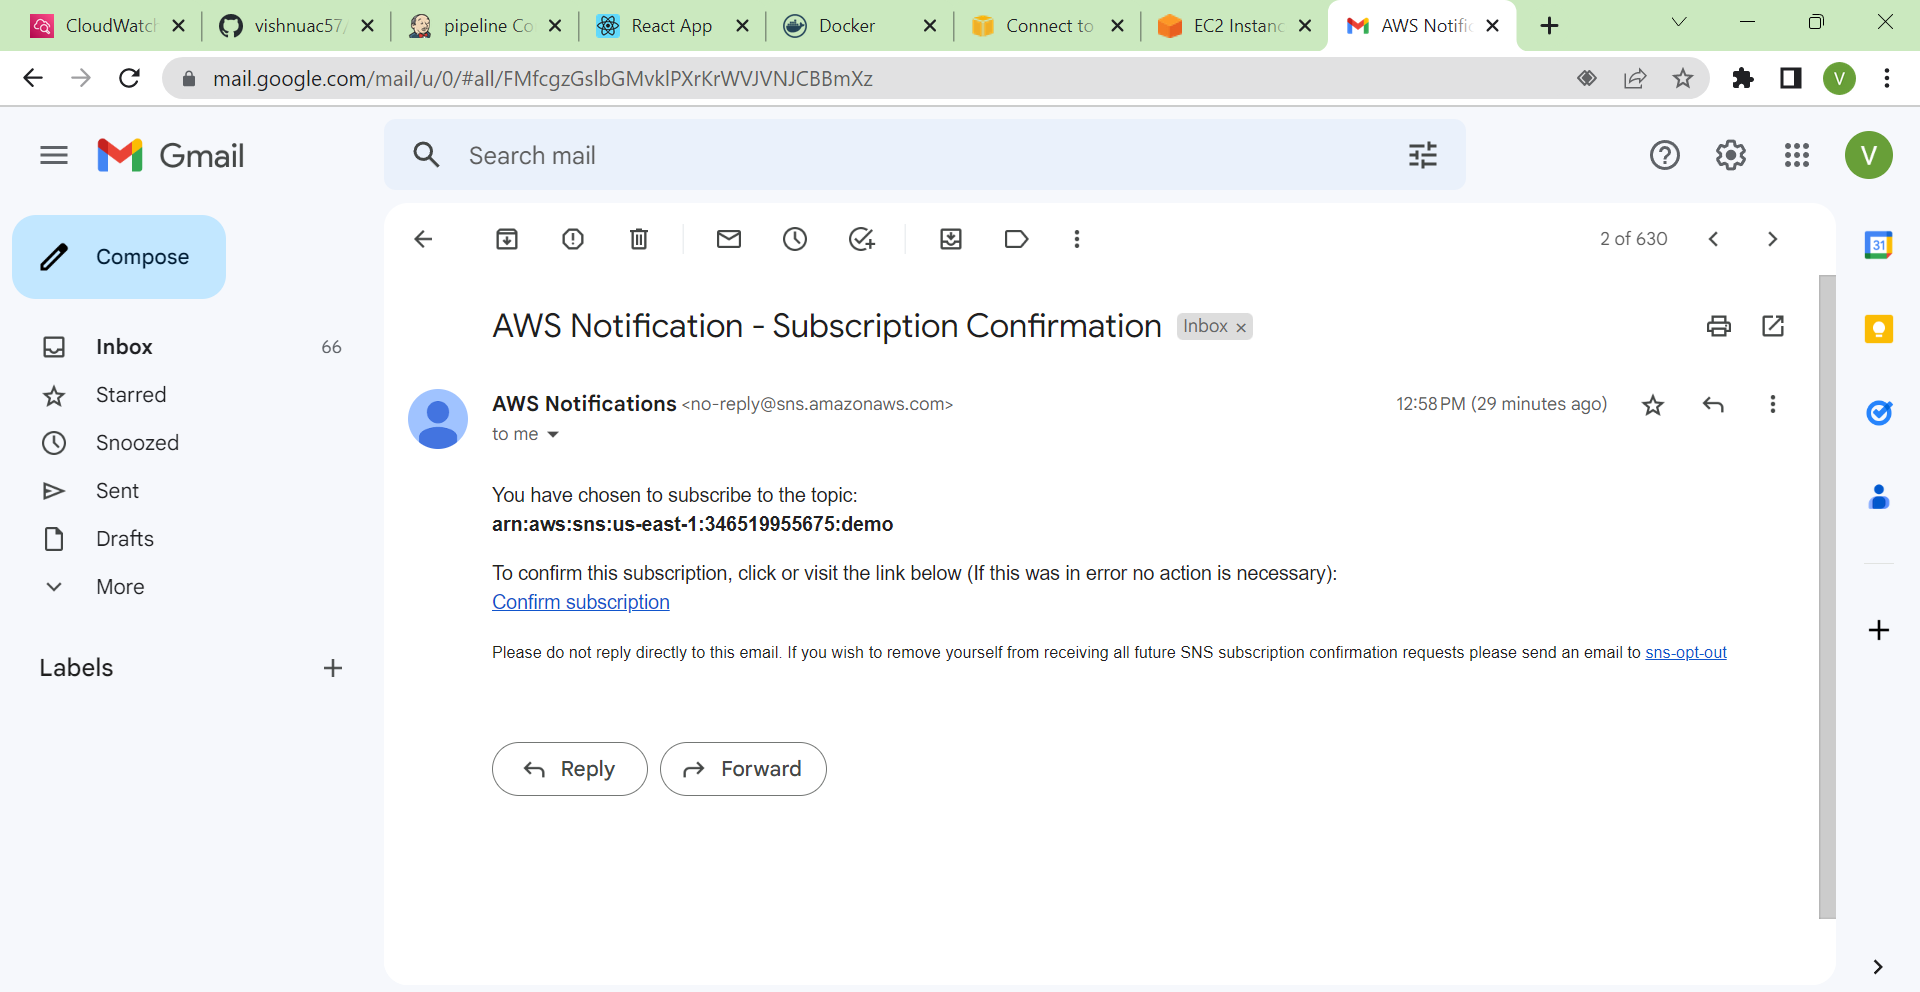 CloudWatch
vishnuac57/
pipeline Co
React App
Docker
Connect to
EC2 Instanc
AWS Notific
mail.google.com/mail/u/0/#all/FMfcgzGslbGMvklPXrKrWVJVNJCBBmXz
V
Gmail
Search mail
V
Compose
2 of 630
31
AWS Notification - Subscription Confirmation
Inbox ×
Inbox 66
Starred
Snoozed
Sent
Drafts
More
Labels
AWS Notifications <no-reply@sns.amazonaws.com>
12:58 PM (29 minutes ago)
to me
You have chosen to subscribe to the topic:
arn:aws:sns:us-east-1:346519955675:demo
To confirm this subscription, click or visit the link below (If this was in error no action is necessary):
Confirm subscription
Please do not reply directly to this email. If you wish to remove yourself from receiving all future SNS subscription confirmation requests please send an email to sns-opt-out
Reply
Forward